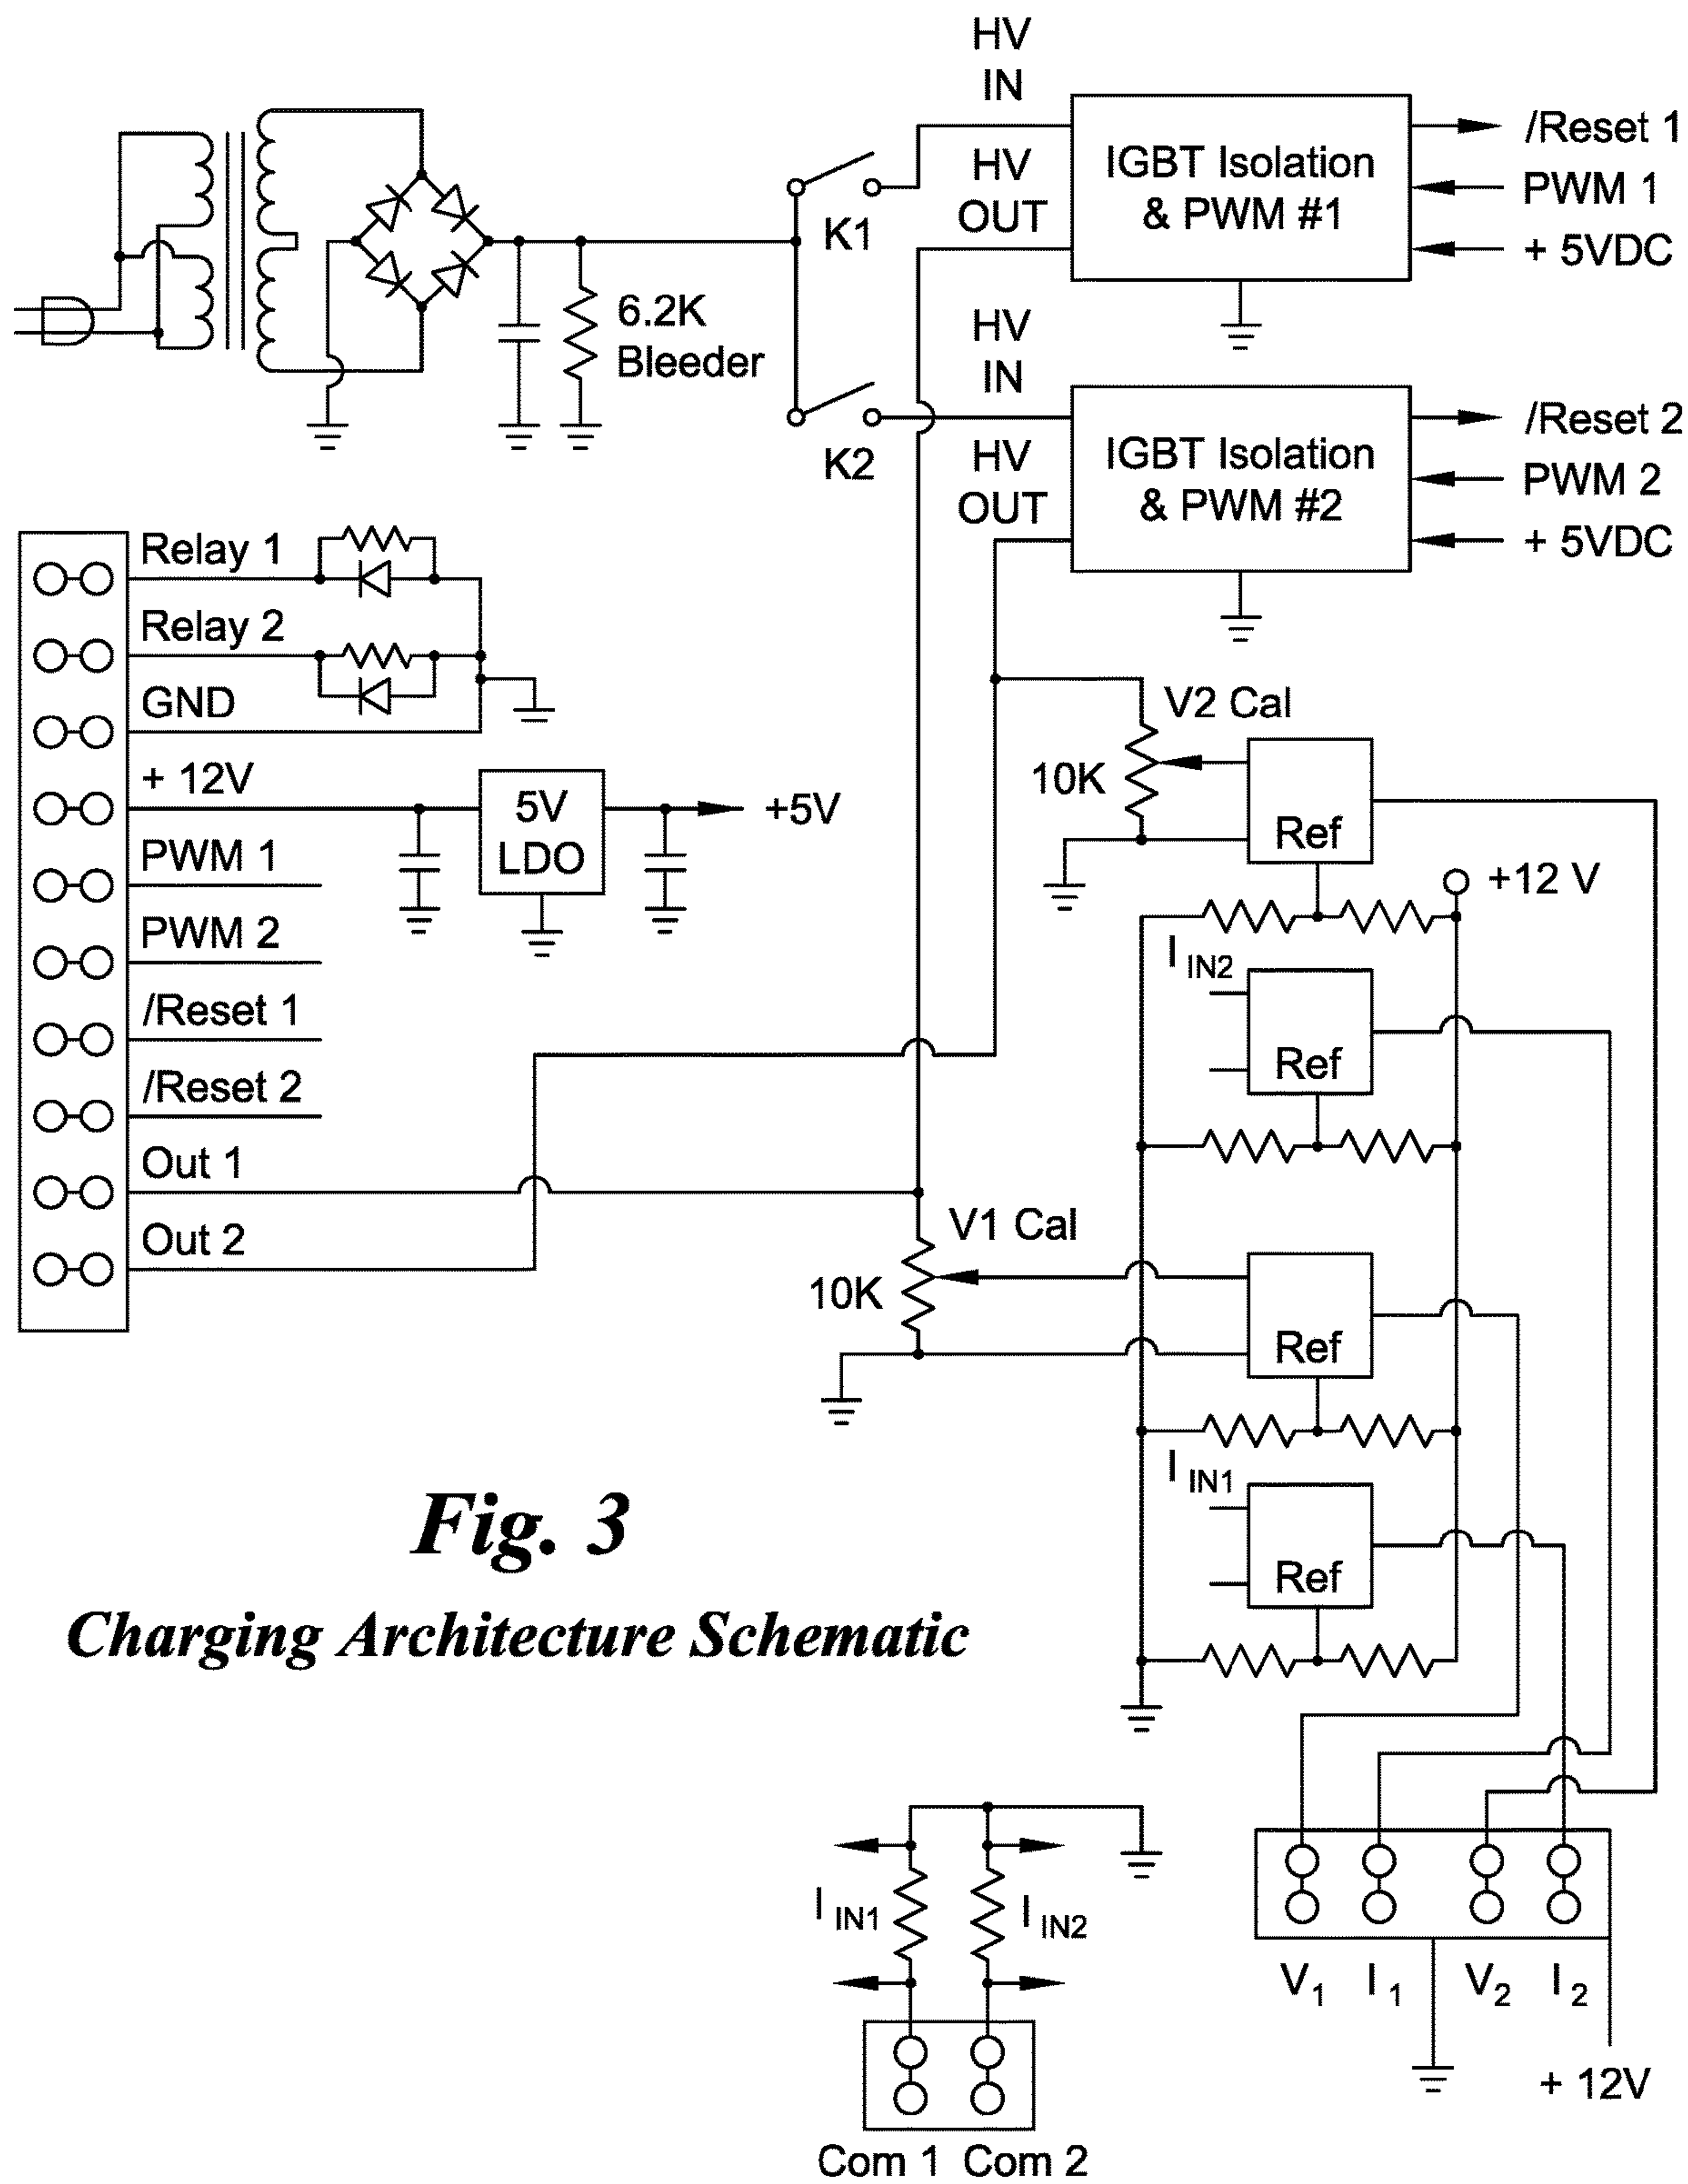 HV
IN
/Reset 1
IGBT Isolation
& PWM #1
HV
OUT
PWM 1
K1
+ 5VDC
6.2K
Bleeder
HV
IN
/Reset 2
IGBT Isolation
& PWM #2
HV
OUT
K2
PWM 2
+ 5VDC
Relay 1
Relay 2
GND
+ 12V
5V
LDO
+5V
PWM 1
PWM 2
/Reset 1
/Reset 2
Out 1
Out 2
V2 Cal
10K
Ref
+12 V
I IN2
Ref
V1 Cal
10K
Ref
I IN1
Ref
Fig. 3
Charging Architecture Schematic
I IN1
I IN2
V1 I 1 V2 I 2
+ 12V
Com 1 Com 2